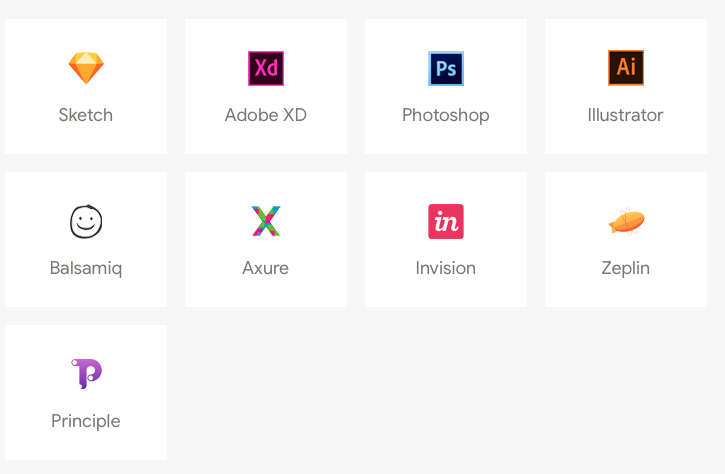 Xd
Ps
Ai
Sketch
Adobe XD
Photoshop
Illustrator
in
Balsamiq
Axure
Invision
Zeplin
Principle